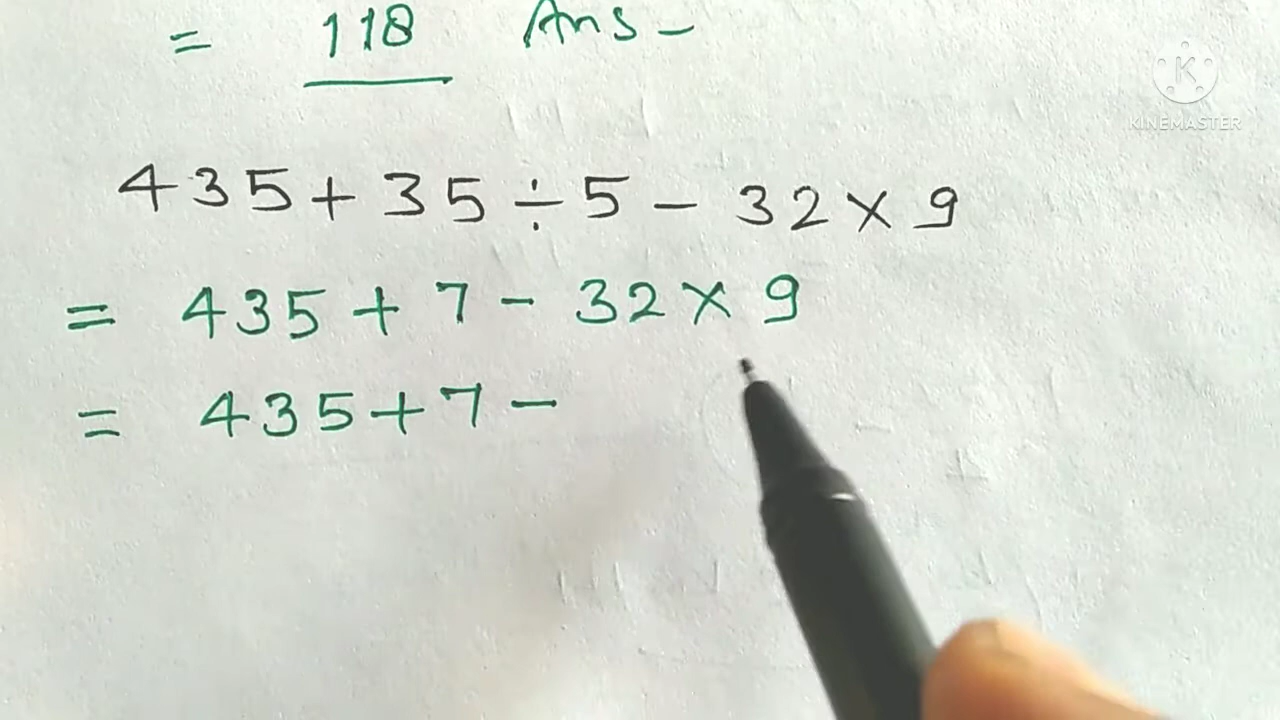 = 118 Ans -
KINEMASTER
435 + 35 ÷ 5 - 32 × 9
= 435 + 7 - 32 × 9
= 435 + 7 -